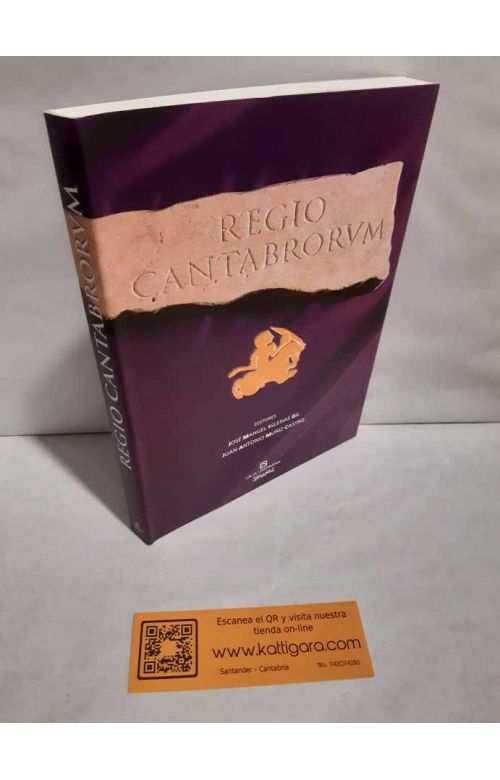 REGIO
CANTABRORVM
EDITORES
JOSÉ MANUEL IGLESIAS GIL
JUAN ANTONIO MUÑIZ CASTRO
REGIO CANTABRORVM
Escanea el QR y visita nuestra
tienda on-line
www.kattigara.com
Santander - Cantabria